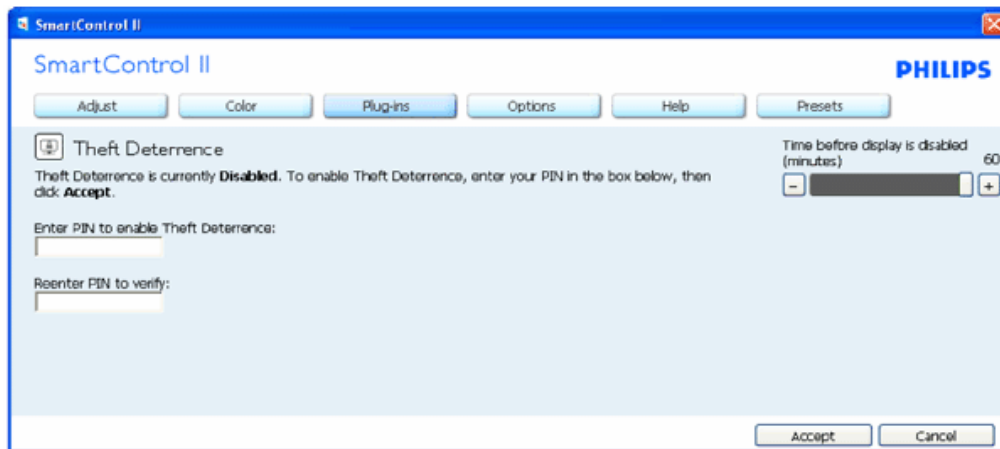 SmartControl II
SmartControl II
PHILIPS
Adjust
Color
Plug-ins
Options
Help
Presets
Theft Deterrence
Theft Deterrence is currently Disabled. To enable Theft Deterrence, enter your PIN in the box below, then
click Accept.
Enter PIN to enable Theft Deterrence:
Reenter PIN to verify:
Time before display is disabled
(minutes)
60
-
+
Accept
Cancel